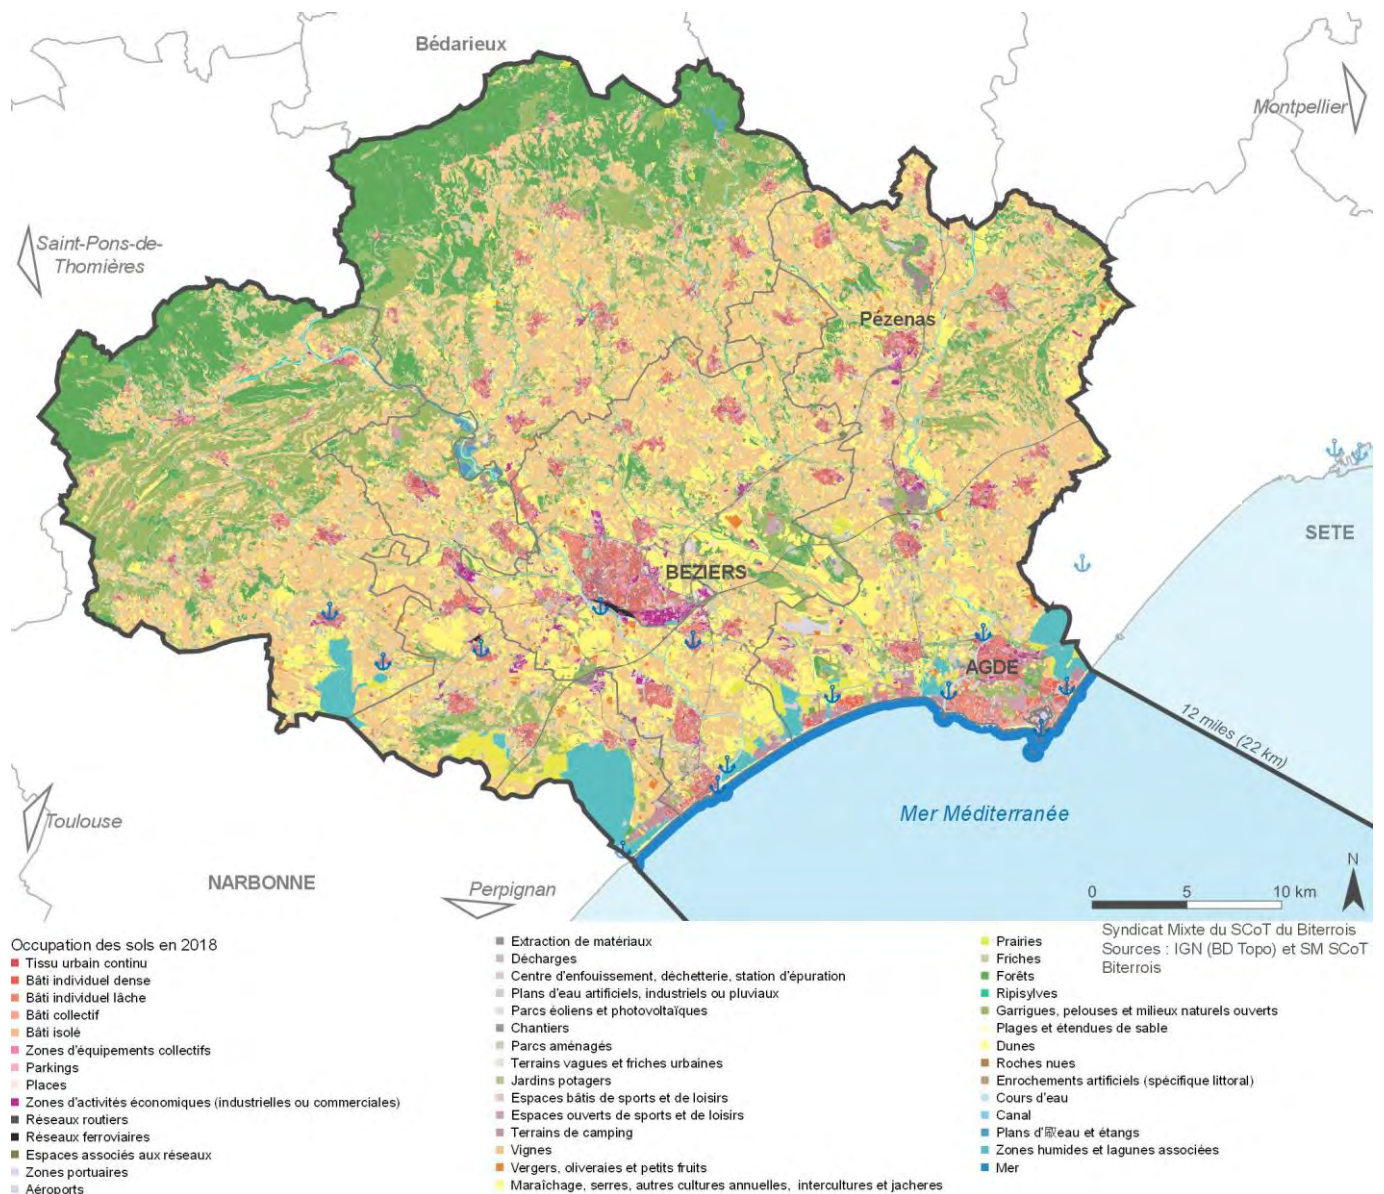 Bédarieux
Montpellier
Saint-Pons-de-
Thomières
Pézenas
SETE
BEZIERS
AGDE
12 miles (22 km)
Mer Méditerranée
Toulouse
NARBONNE
Perpignan
N
0 5 10 km
Syndicat Mixte du SCoT du Biterrois
Sources : IGN (BD Topo) et SM SCoT
Biterrois
Occupation des sols en 2018
Tissu urbain continu
Bâti individuel dense
Bâti individuel lâche
Bâti collectif
Bâti isolé
Zones d'équipements collectifs
Parkings
Places
Zones d'activités économiques (industrielles ou commerciales)
Réseaux routiers
Réseaux ferroviaires
Espaces associés aux réseaux
Zones portuaires
Aéroports
Extraction de matériaux
Décharges
Centre d'enfouissement, déchetterie, station d'épuration
Plans d'eau artificiels, industriels ou pluviaux
Parcs éoliens et photovoltaïques
Chantiers
Parcs aménagés
Terrains vagues et friches urbaines
Jardins potagers
Espaces bâtis de sports et de loisirs
Espaces ouverts de sports et de loisirs
Terrains de camping
Vignes
Vergers, oliveraies et petits fruits
Maraîchage, serres, autres cultures annuelles, intercultures et jacheres
Prairies
Friches
Forêts
Ripisylves
Garrigues, pelouses et milieux naturels ouverts
Plages et étendues de sable
Dunes
Roches nues
Enrochements artificiels (spécifique littoral)
Cours d'eau
Canal
Plans et étangs
Zones humides et lagunes associées
Mer